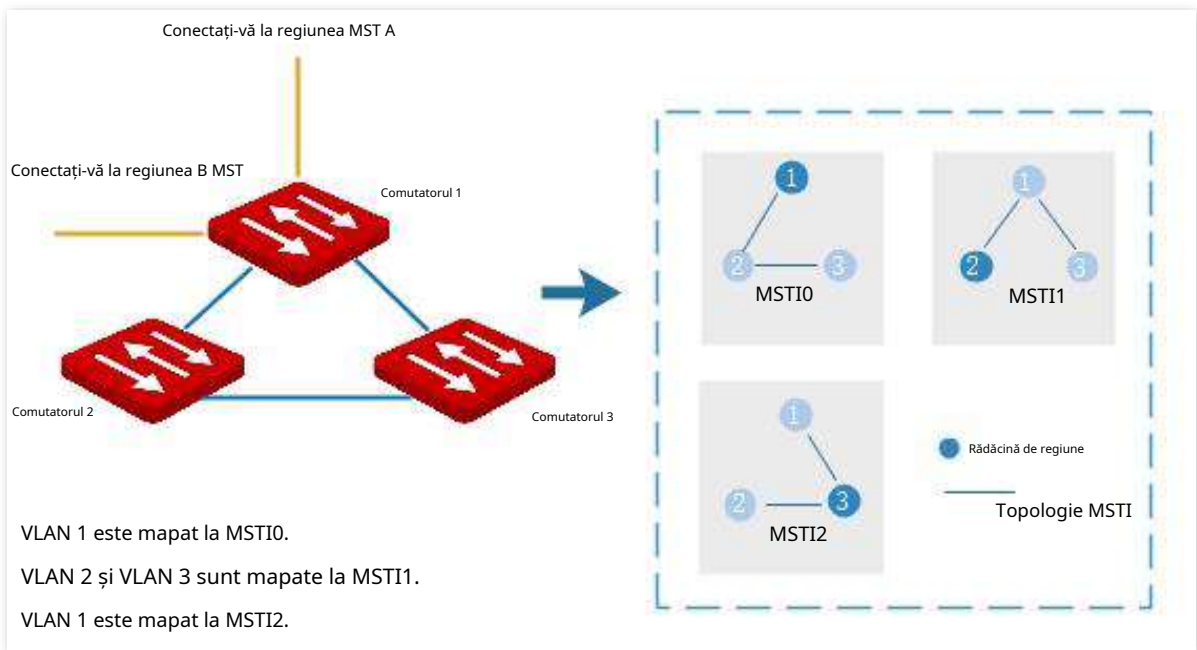 Conectați-vă la regiunea MST A
Conectați-vă la regiunea B MST
Comutatorul 1
Comutatorul 2
Comutatorul 3
1
2
3
MSTI0
1
2
3
MSTI1
1
2
3
MSTI2
Rădăcină de regiune
Topologie MSTI
VLAN 1 este mapat la MSTI0.
VLAN 2 și VLAN 3 sunt mapate la MSTI1.
VLAN 1 este mapat la MSTI2.